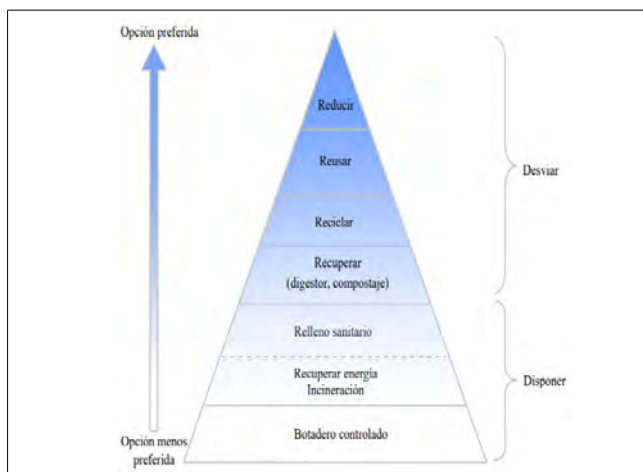 Opción preferida
Reducir
Reusar
Desviar
Reciclar
Recuperar
(digestor, compostaje)
Relleno sanitario
Recuperar energía
Incineración
Disponer
Botadero controlado
Opción menos
preferida